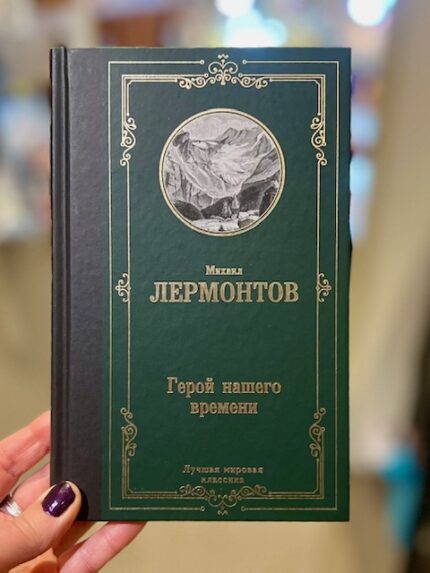 Михаил
ЛЕРМОНТОВ
Герой нашего
времени
Лучшая мировая
классика